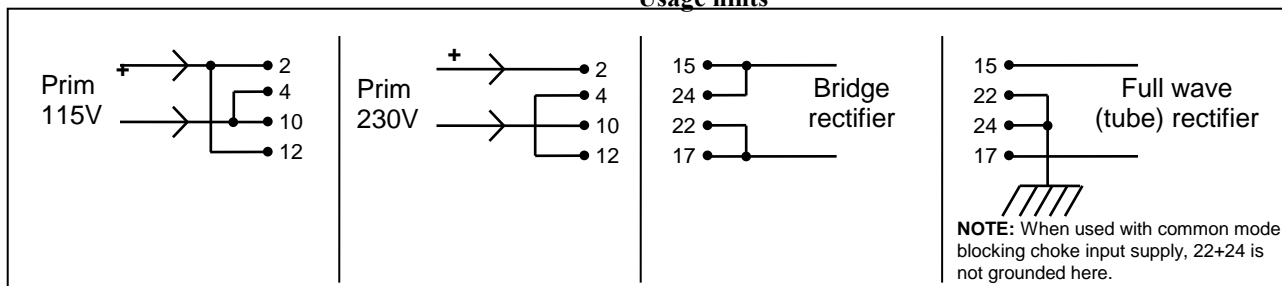 Usage hints
Prim
115V
+
2
4
10
12
Prim
230V
+
2
4
10
12
15
24
22
17
Bridge
rectifier
15
22
24
17
Full wave
(tube) rectifier
NOTE: When used with common mode
blocking choke input supply, 22+24 is
not grounded here.